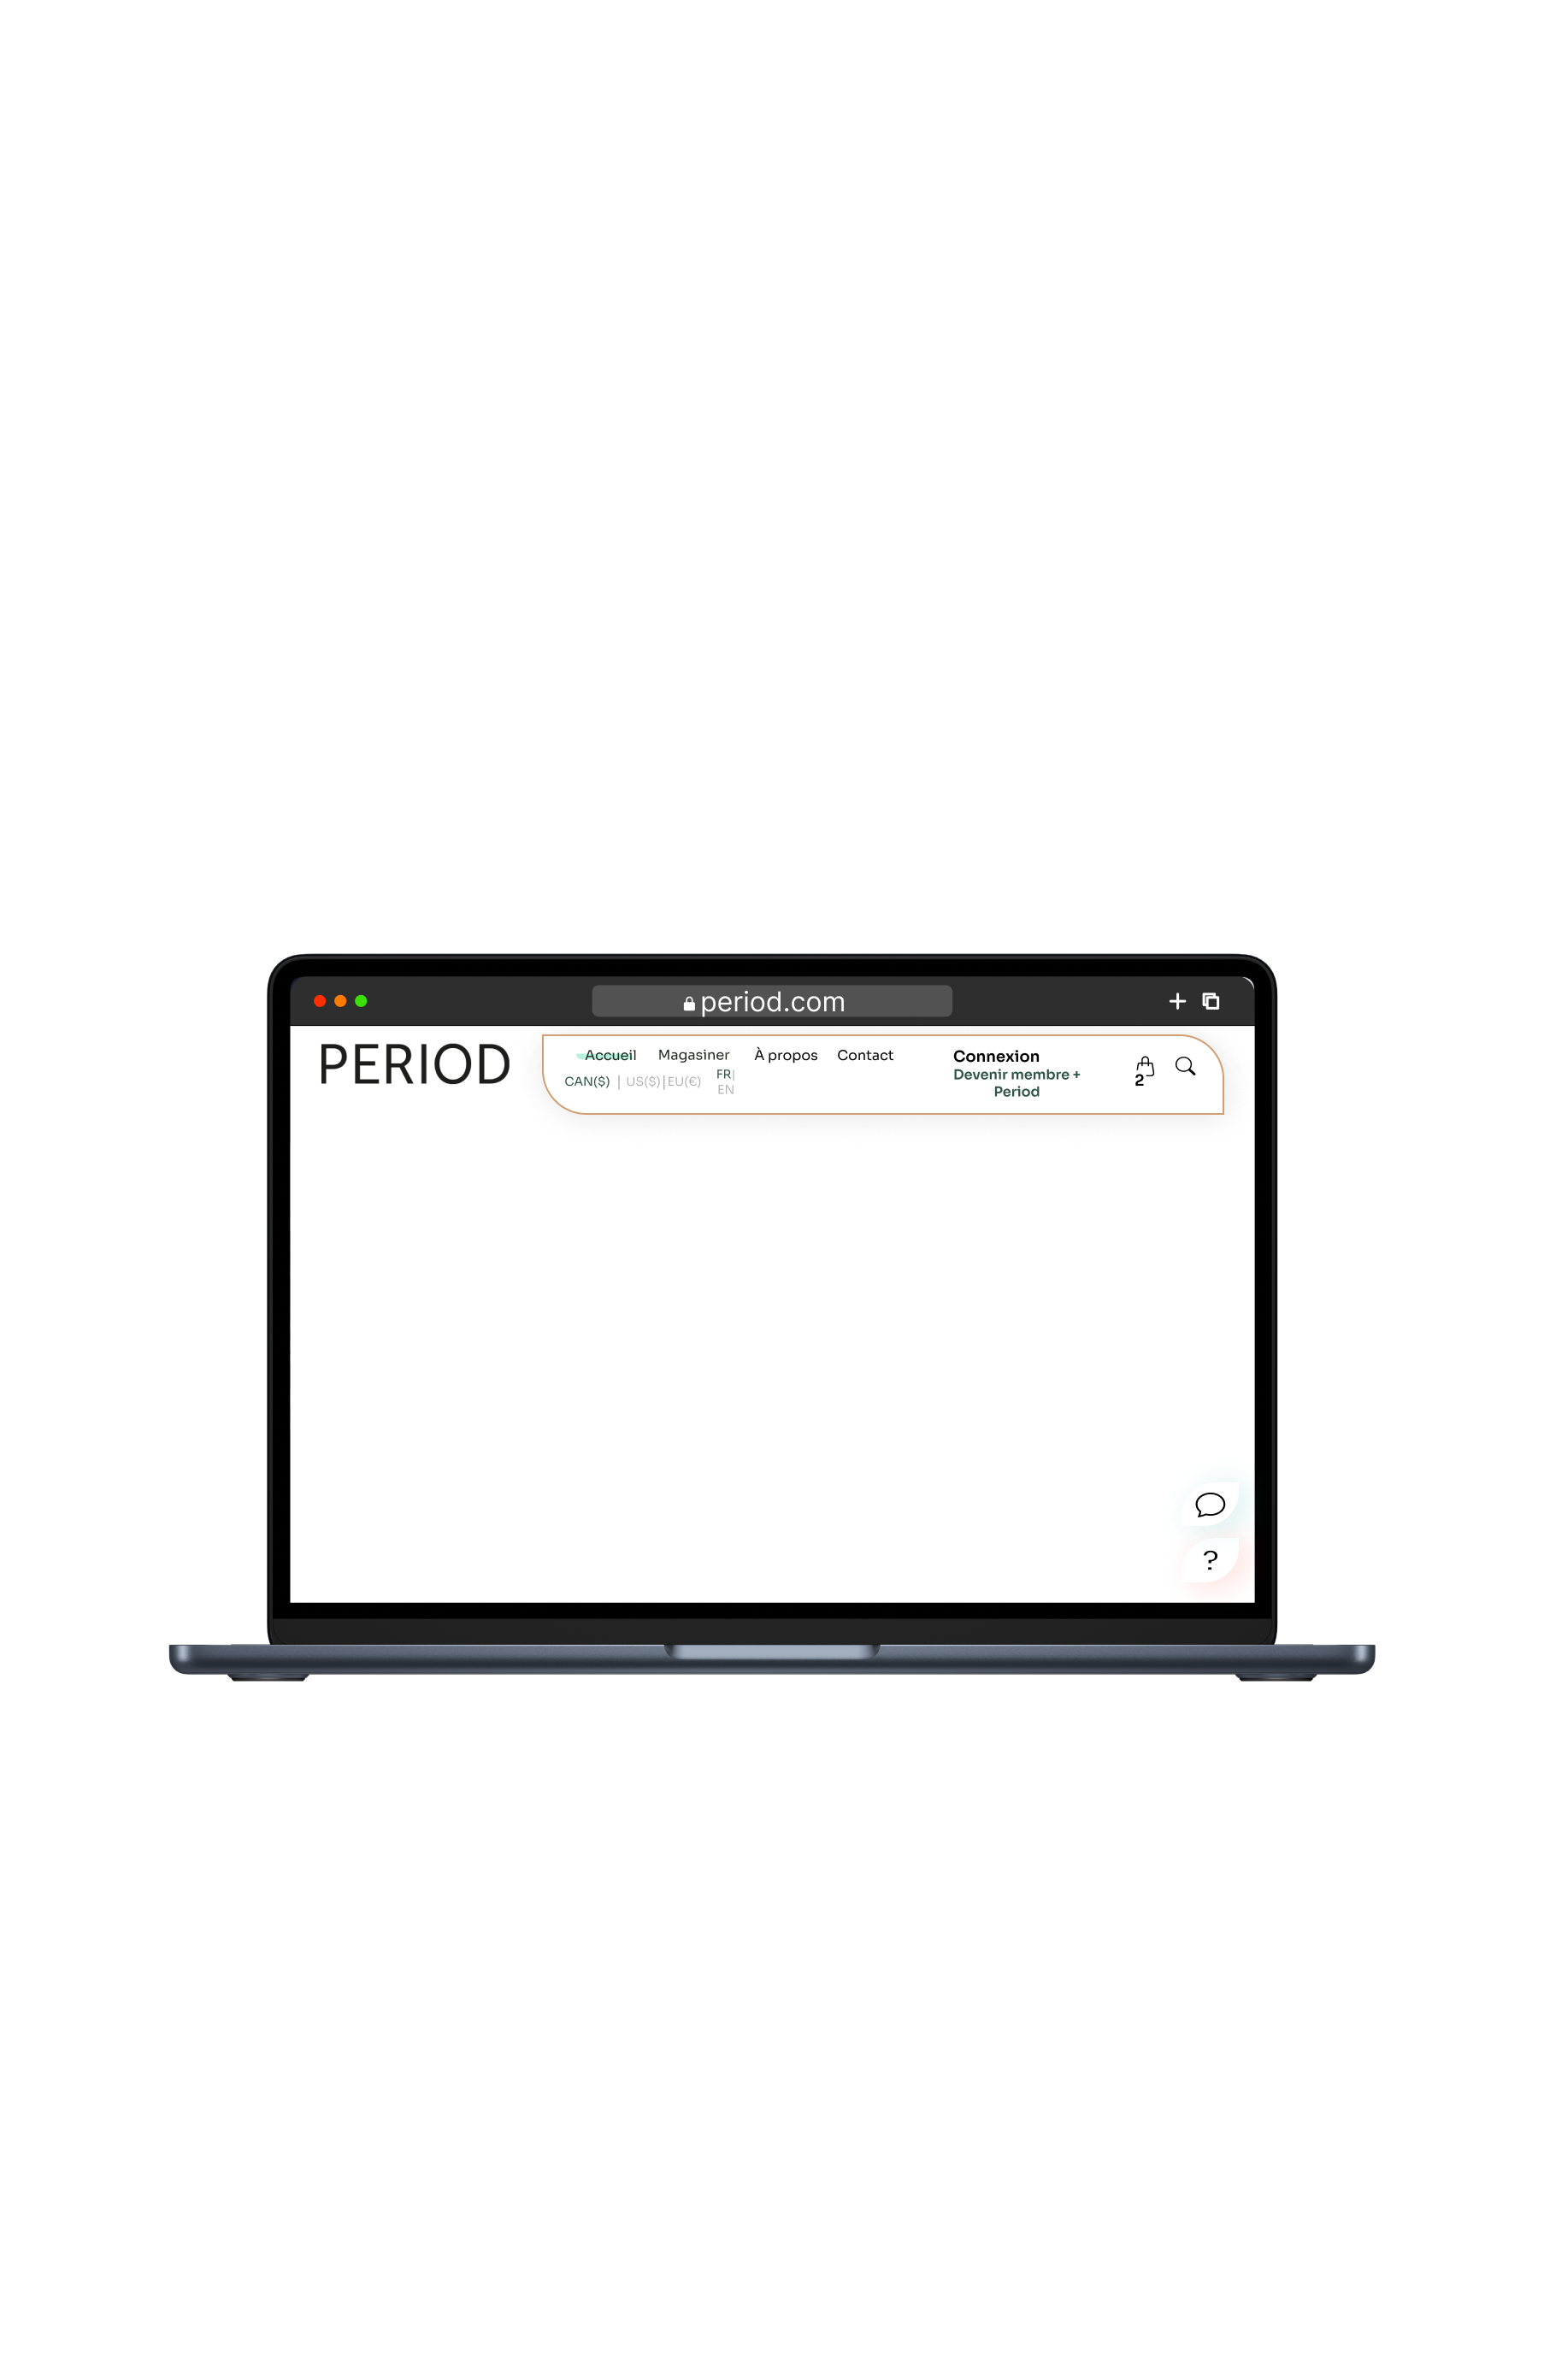 period.com
PERIOD
Accueil Magasiner À propos Contact
CAN($) | US($)|EU(€)
FR|
EN
Connexion
Devenir membre +
Period
2
?